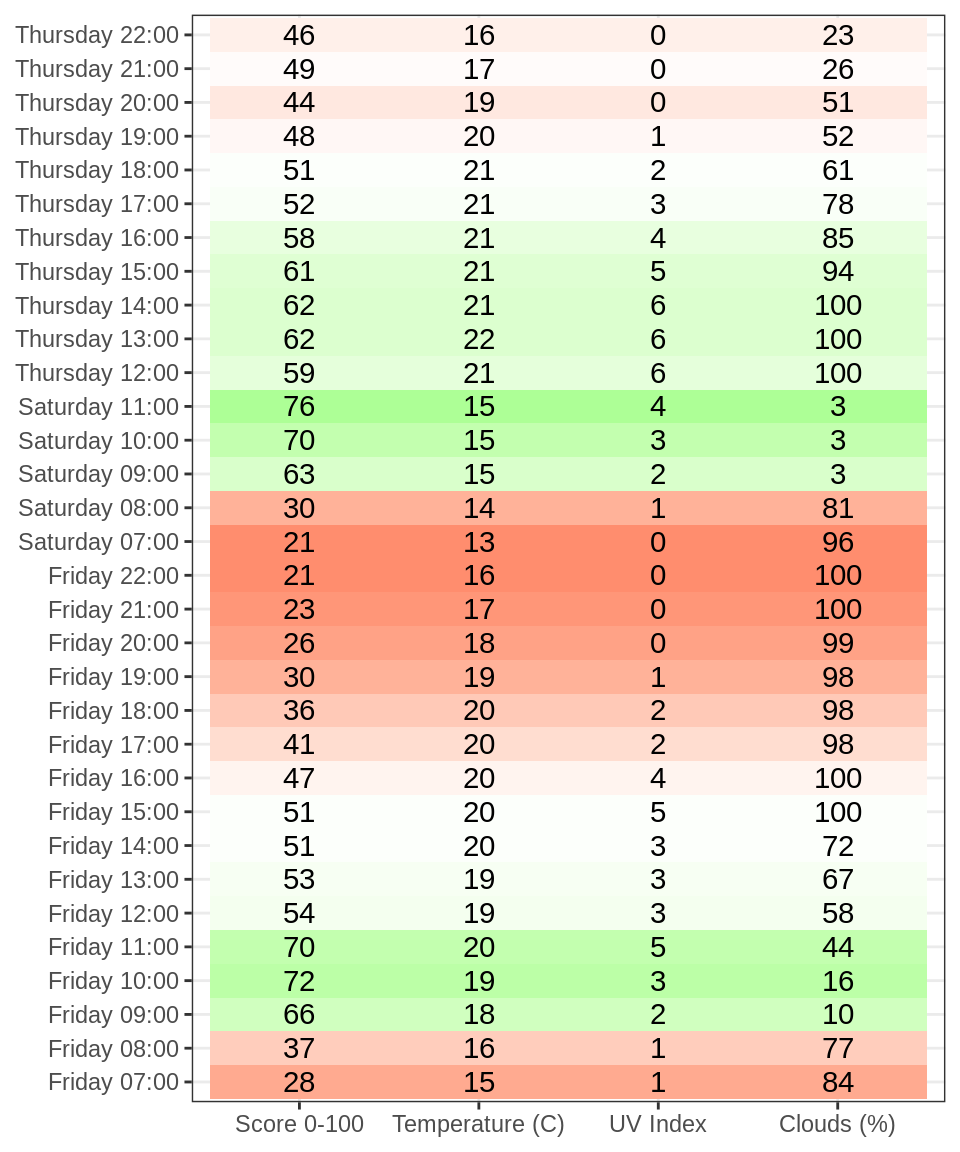 Thursday 22:00 46 16 0 23
Thursday 21:00 49 17 0 26
Thursday 20:00 44 19 0 51
Thursday 19:00 48 20 1 52
Thursday 18:00 51 21 2 61
Thursday 17:00 52 21 3 78
Thursday 16:00 58 21 4 85
Thursday 15:00 61 21 5 94
Thursday 14:00 62 21 6 100
Thursday 13:00 62 22 6 100
Thursday 12:00 59 21 6 100
Saturday 11:00 76 15 4 3
Saturday 10:00 70 15 3 3
Saturday 09:00 63 15 2 3
Saturday 08:00 30 14 1 81
Saturday 07:00 21 13 0 96
Friday 22:00 21 16 0 100
Friday 21:00 23 17 0 100
Friday 20:00 26 18 0 99
Friday 19:00 30 19 1 98
Friday 18:00 36 20 2 98
Friday 17:00 41 20 2 98
Friday 16:00 47 20 4 100
Friday 15:00 51 20 5 100
Friday 14:00 51 20 3 72
Friday 13:00 53 19 3 67
Friday 12:00 54 19 3 58
Friday 11:00 70 20 5 44
Friday 10:00 72 19 3 16
Friday 09:00 66 18 2 10
Friday 08:00 37 16 1 77
Friday 07:00 28 15 1 84
Score 0-100 Temperature (C) UV Index Clouds (%)